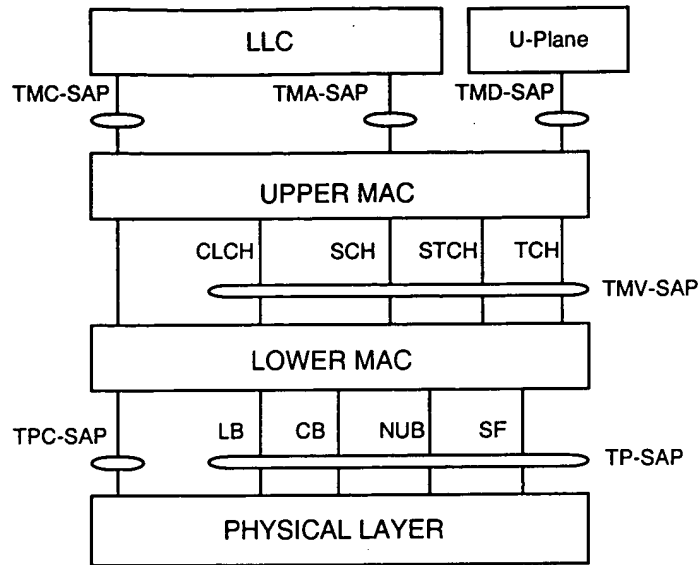 LLC
U-Plane
TMC-SAP
TMA-SAP
TMD-SAP
UPPER MAC
CLCH
SCH
STCH
TCH
TMV-SAP
LOWER MAC
TPC-SAP
LB
CB
NUB
SF
TP-SAP
PHYSICAL LAYER